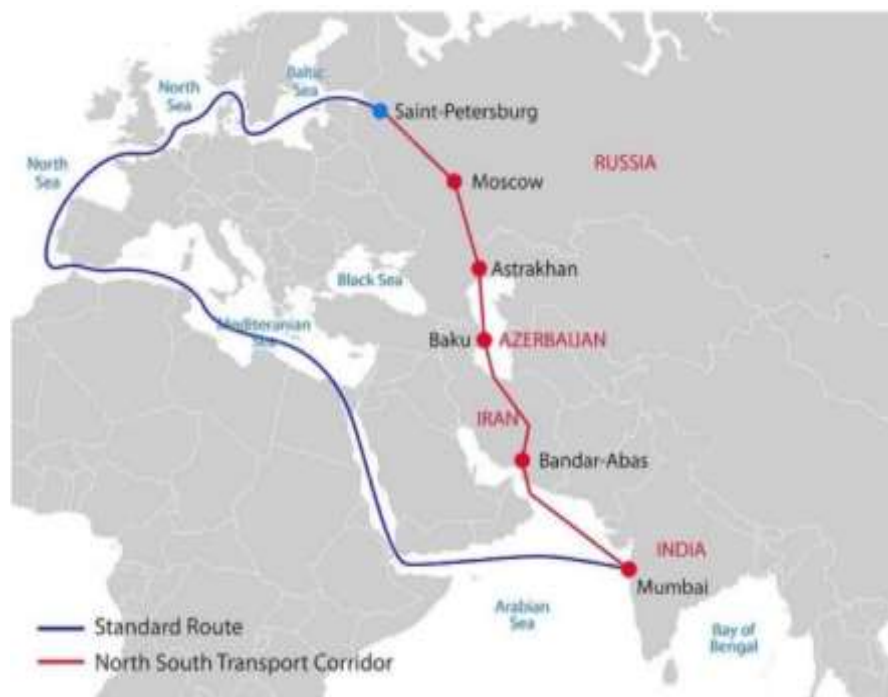 Baltic
Sea
North
Sea
Saint-Petersburg
North
Sea
Moscow
RUSSIA
Astrakhan
Black Sea
Mediteranian
Sea
Baku
AZERBAIJAN
IRAN
Bandar-Abas
INDIA
Mumbai
Arabian
Sea
Bay of
Bengal
Standard Route
North South Transport Corridor